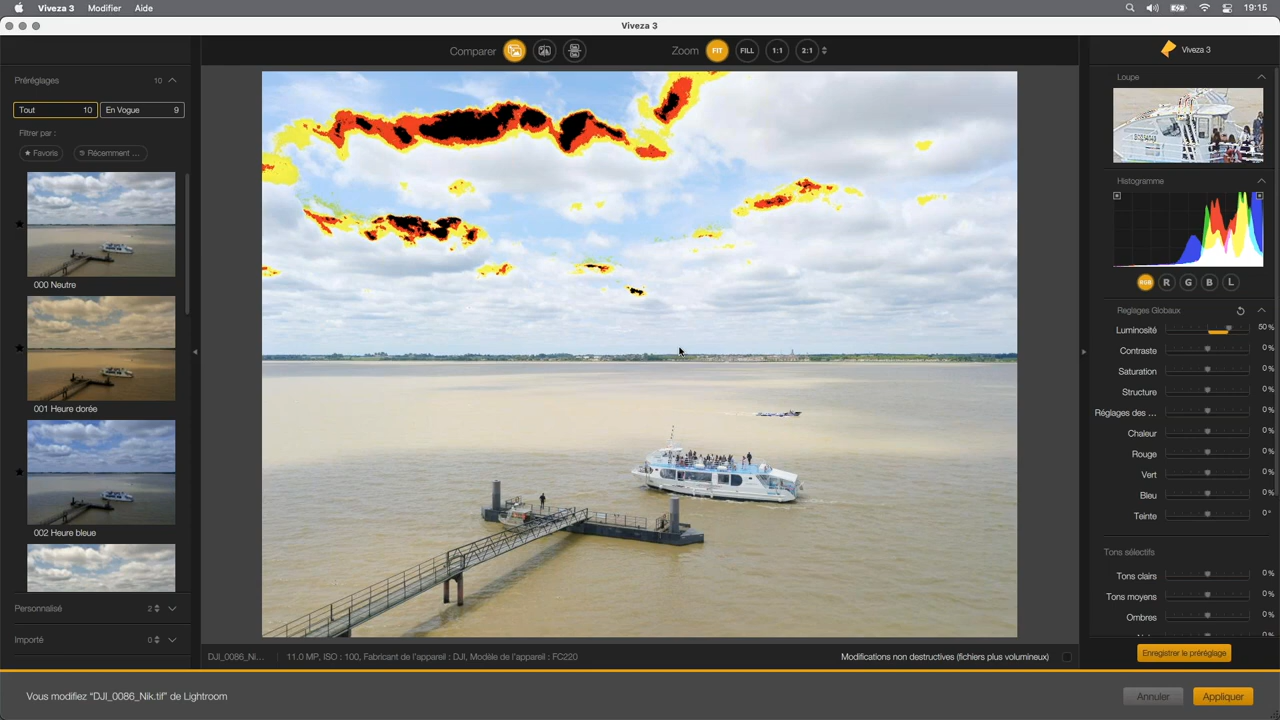 Viveza 3 Modifier Aide 19:15
Viveza 3
Comparer Zoom FIT FILL 1:1 2:1
Viveza 3
Préréglages 10
Tout 10 En Vogue 9
Filtrer par :
★ Favoris Récemment ...
000 Neutre
001 Heure dorée
002 Heure bleue
Personnalisé 2
Importé 0
Loupe
Histogramme
RGB R G B L
Reglages Globaux
Luminosité 50 %
Contraste 0 %
Saturation 0 %
Structure 0 %
Réglages des ... 0 %
Chaleur 0 %
Rouge 0 %
Vert 0 %
Bleu 0 %
Teinte 0 °
Tons sélectifs
Tons clairs 0 %
Tons moyens 0 %
Ombres 0 %
Enregistrer le préréglage
DJI_0086_Ni... 11.0 MP, ISO : 100, Fabricant de l'appareil : DJI, Modèle de l'appareil : FC220 Modifications non destructives (fichiers plus volumineux)
Vous modifiez “DJI_0086_Nik.tif” de Lightroom Annuler Appliquer